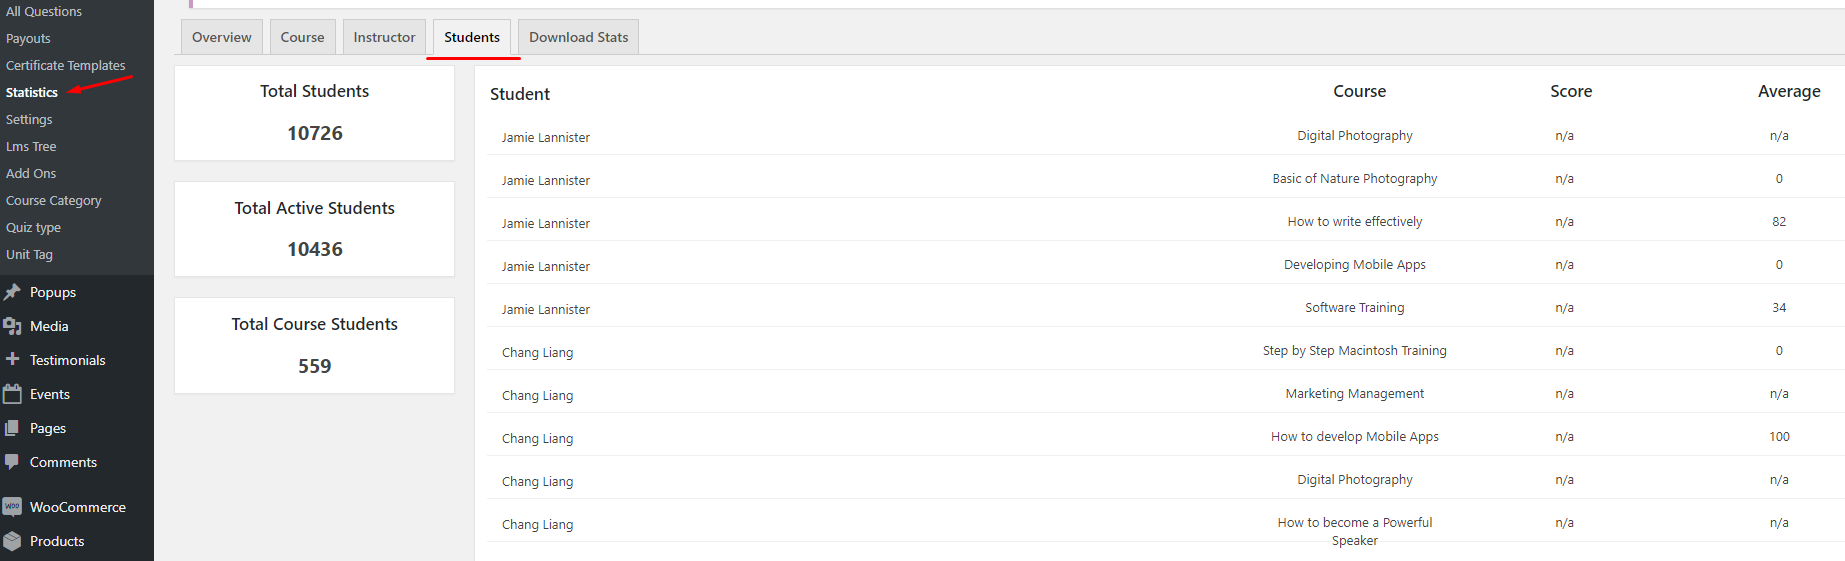 All Questions
Payouts
Certificate Templates
Statistics
Settings
Lms Tree
Add Ons
Course Category
Quiz type
Unit Tag
Popups
Media
Testimonials
Events
Pages
Comments
WOO WooCommerce
Products
Overview Course Instructor Students Download Stats
Total Students
10726
Total Active Students
10436
Total Course Students
559
Student Course Score Average
Jamie Lannister Digital Photography n/a n/a
Jamie Lannister Basic of Nature Photography n/a 0
Jamie Lannister How to write effectively n/a 82
Jamie Lannister Developing Mobile Apps n/a 0
Jamie Lannister Software Training n/a 34
Chang Liang Step by Step Macintosh Training n/a 0
Chang Liang Marketing Management n/a n/a
Chang Liang How to develop Mobile Apps n/a 100
Chang Liang Digital Photography n/a n/a
Chang Liang How to become a Powerful n/a n/a
Speaker